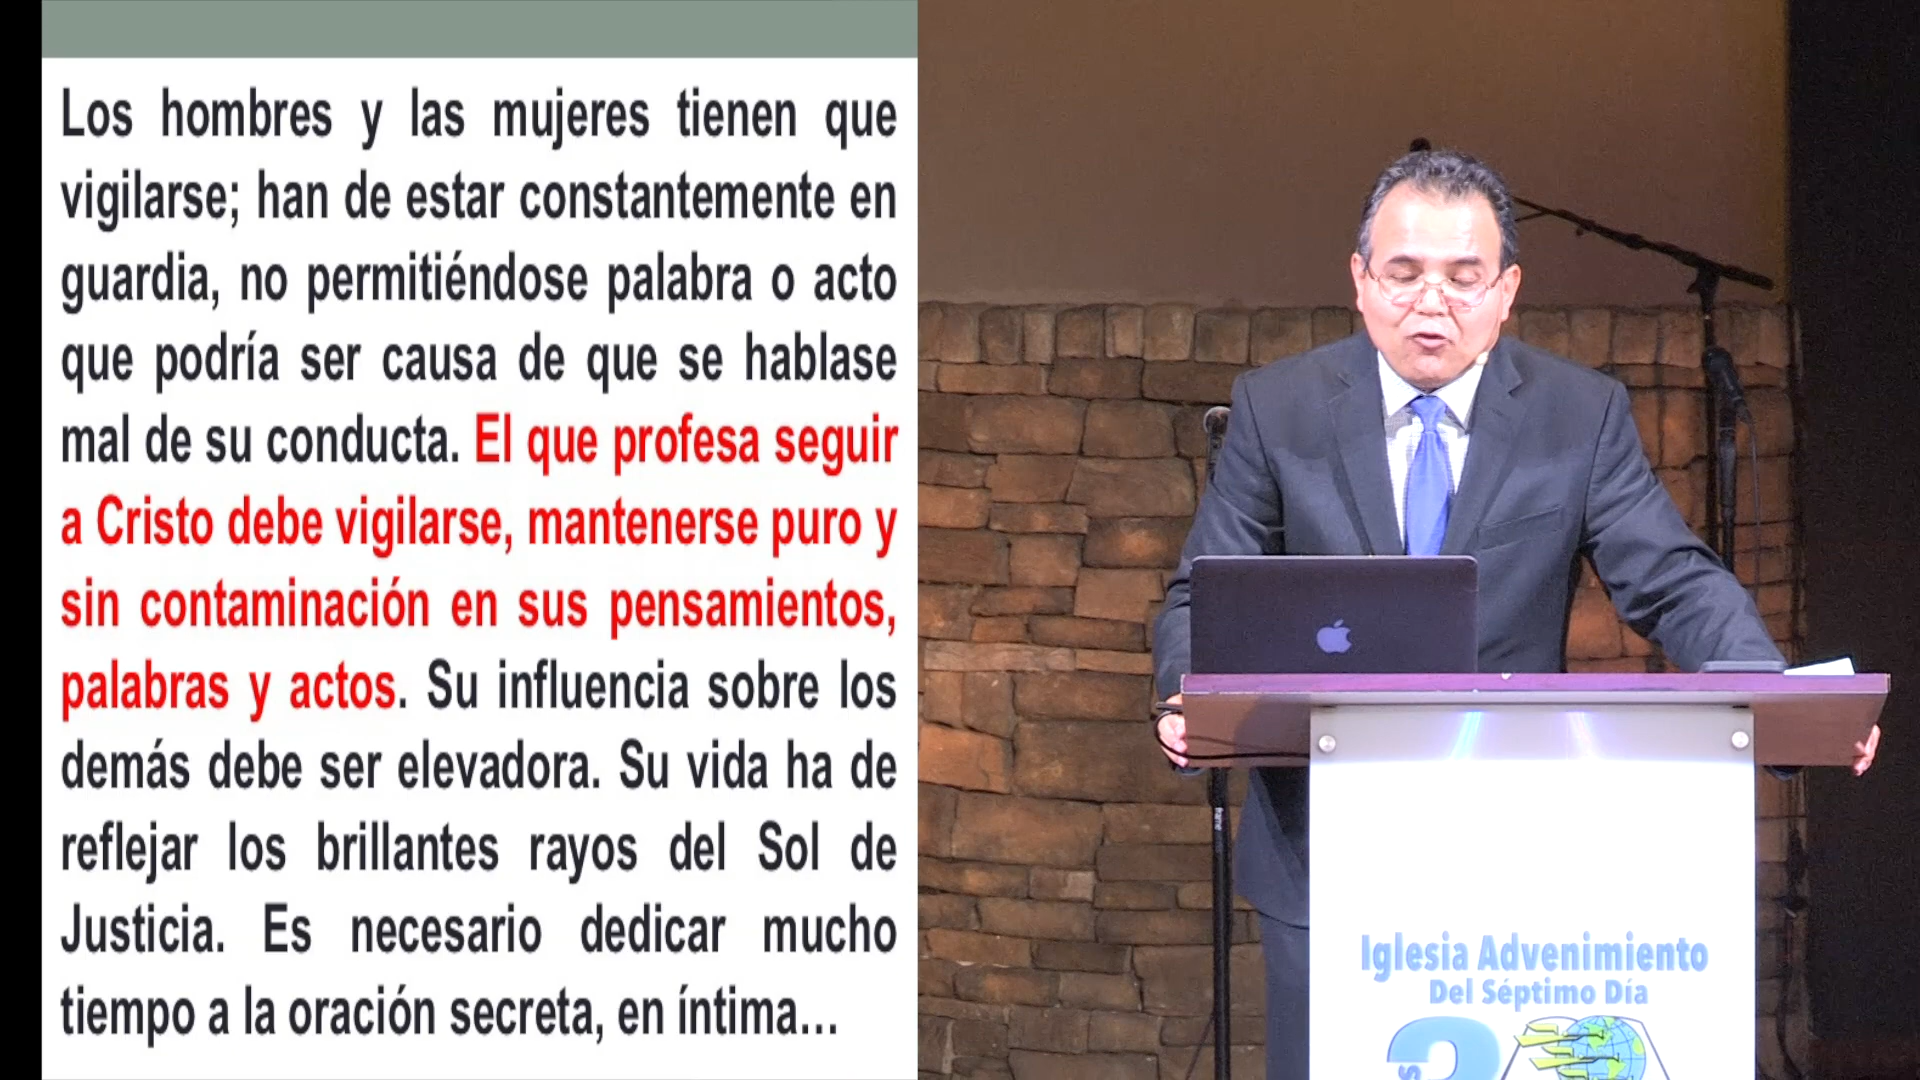 Los hombres y las mujeres tienen que
vigilarse; han de estar constantemente en
guardia, no permitiéndose palabra o acto
que podría ser causa de que se hablase
mal de su conducta. El que profesa seguir
a Cristo debe vigilarse, mantenerse puro y
sin contaminación en sus pensamientos,
palabras y actos. Su influencia sobre los
demás debe ser elevadora. Su vida ha de
reflejar los brillantes rayos del Sol de
Justicia. Es necesario dedicar mucho
tiempo a la oración secreta, en íntima...
Iglesia Advenimiento
Del Séptimo Día
3